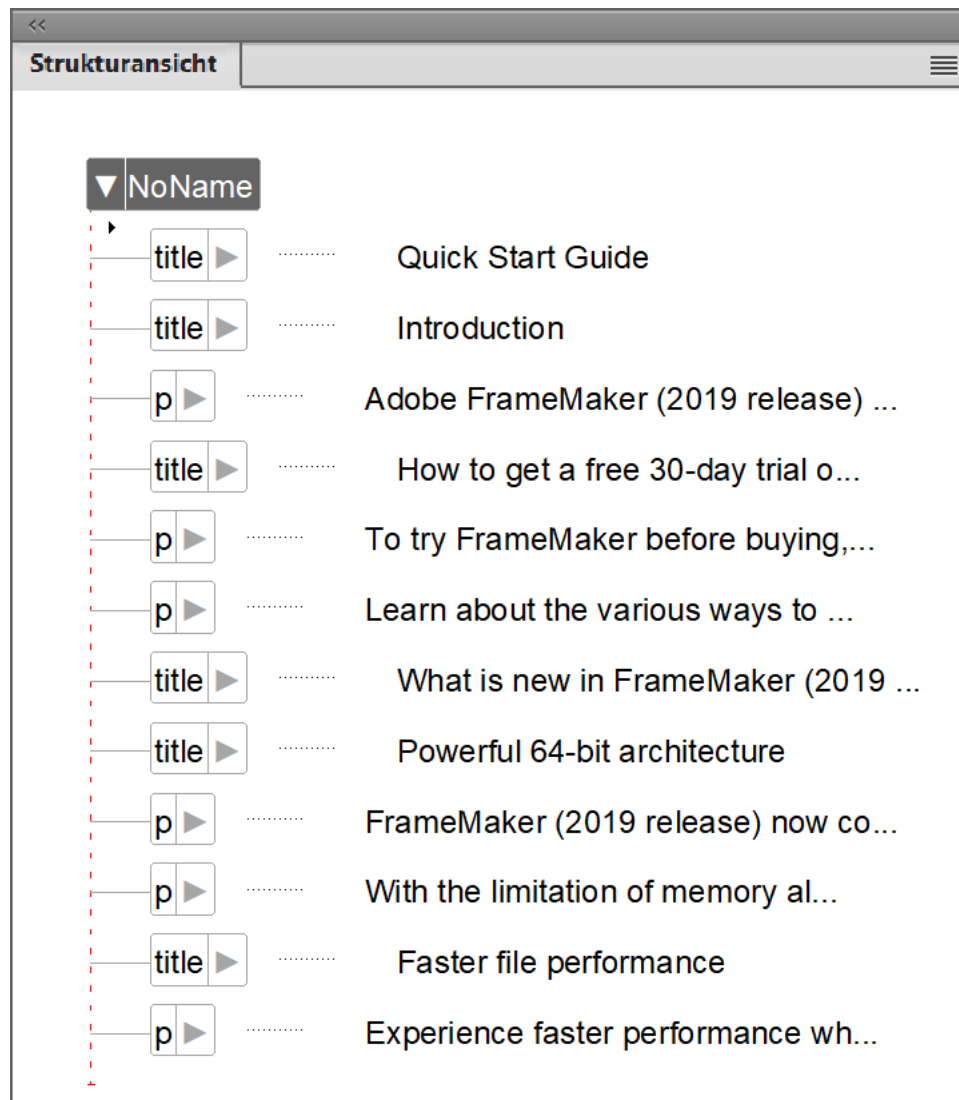 Strukturansicht
NoName
title Quick Start Guide
title Introduction
p Adobe FrameMaker (2019 release) ...
title How to get a free 30-day trial o...
p To try FrameMaker before buying,...
p Learn about the various ways to ...
title What is new in FrameMaker (2019 ...
title Powerful 64-bit architecture
p FrameMaker (2019 release) now co...
p With the limitation of memory al...
title Faster file performance
p Experience faster performance wh...